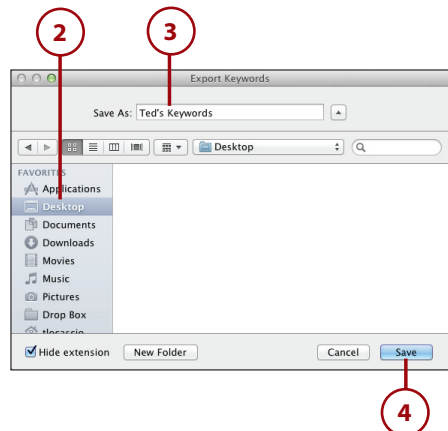 2
3
Export Keywords
Save As: Ted's Keywords
Desktop
FAVORITES
Applications
Desktop
Documents
Downloads
Movies
Music
Pictures
Drop Box
tlocascio
Hide extension
New Folder
Cancel
Save
4